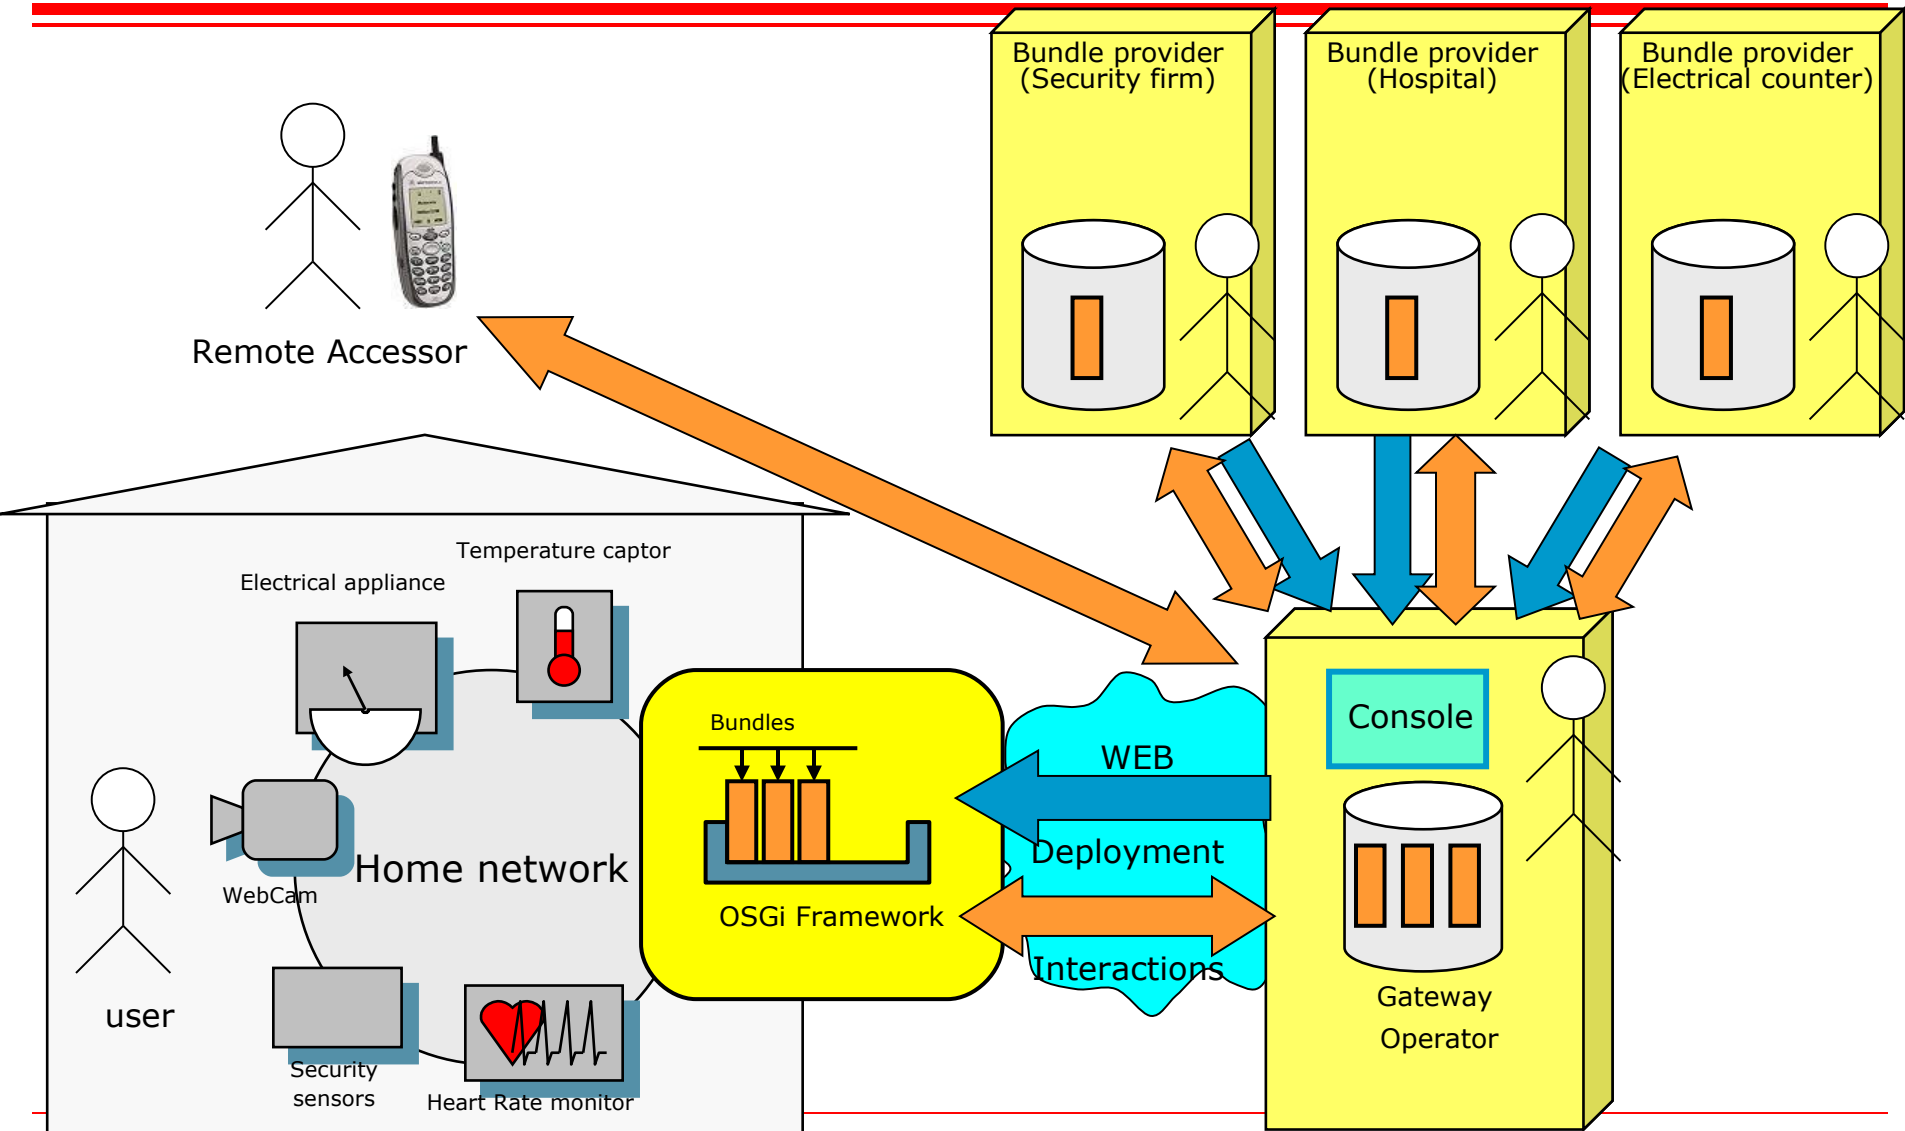 Bundle provider
(Security firm)
Bundle provider
(Hospital)
Bundle provider
(Electrical counter)
Remote Accessor
Temperature captor
Electrical appliance
Bundles
WEB
Console
Home network
Deployment
WebCam
OSGi Framework
Interactions
Gateway
Operator
user
Security
sensors
Heart Rate monitor